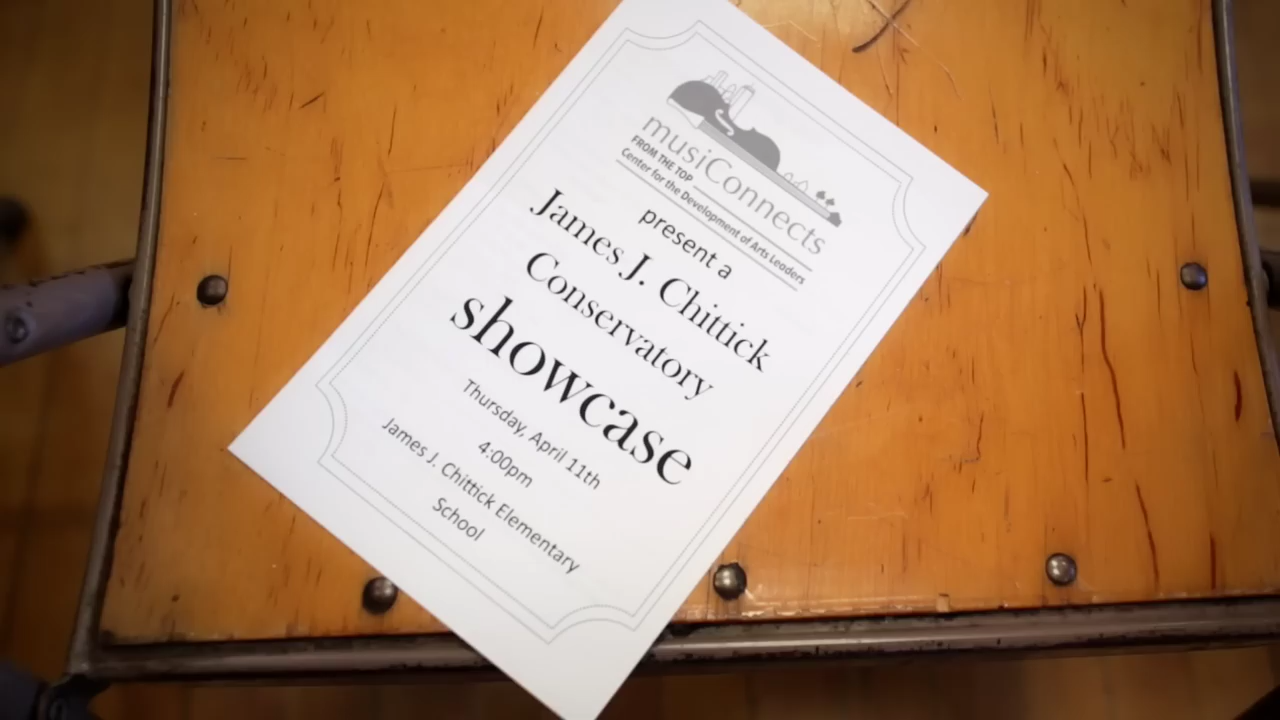 musiConnects
FROM THE TOP
Center for the Development of Arts Leaders
present a
James J. Chittick
Conservatory
showcase
Thursday, April 11th
4:00pm
James J. Chittick Elementary
School